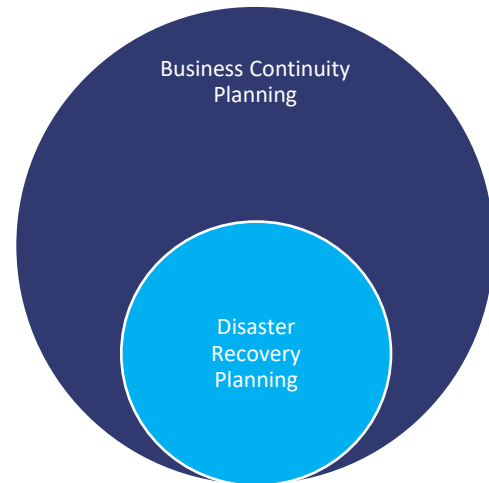 Business Continuity
Planning
Disaster
Recovery
Planning